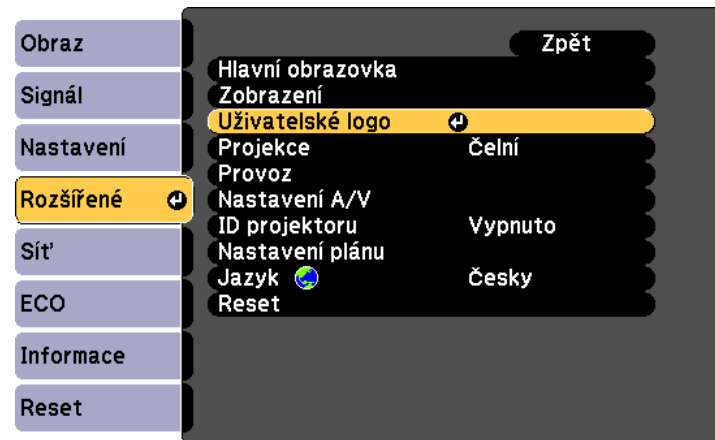 Obraz
Signál
Nastavení
Rozšířené
Síť
ECO
Informace
Reset
Zpět
Hlavní obrazovka
Zobrazení
Uživatelské logo
Projekce Čelní
Provoz
Nastavení A/V
ID projektoru Vypnuto
Nastavení plánu
Jazyk Česky
Reset